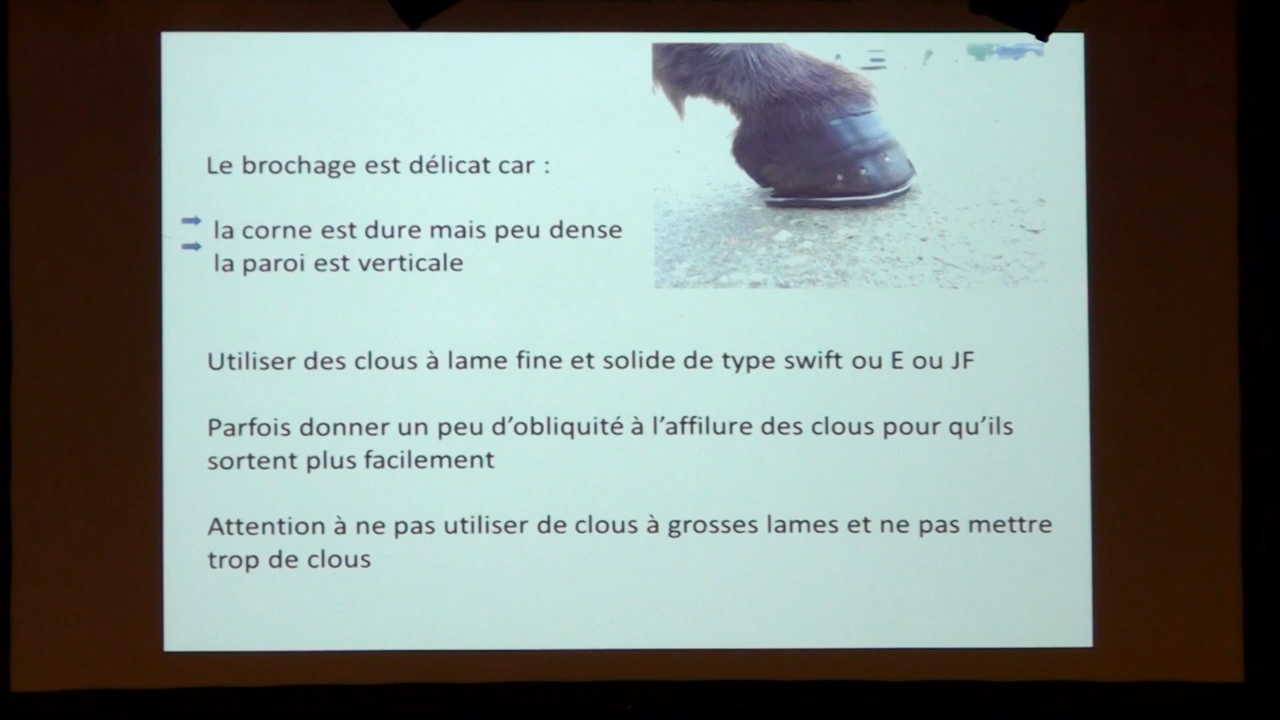 Le brochage est délicat car :
la corne est dure mais peu dense
la paroi est verticale
Utiliser des clous à lame fine et solide de type swift ou E ou JF
Parfois donner un peu d’obliquité à l’affilure des clous pour qu’ils
sortent plus facilement
Attention à ne pas utiliser de clous à grosses lames et ne pas mettre
trop de clous